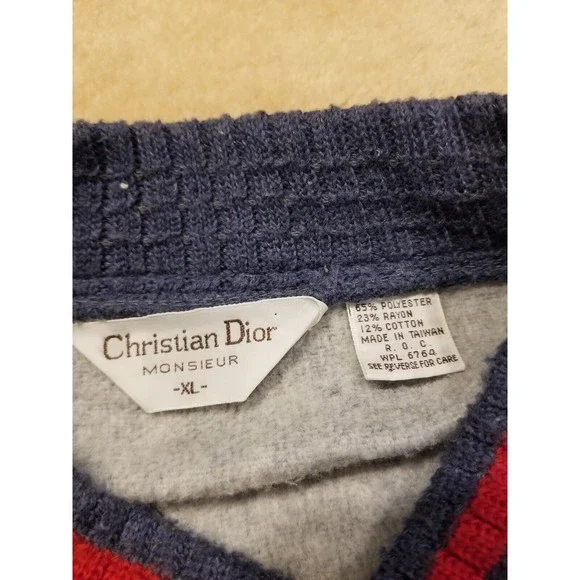 Christian Dior
MONSIEUR
-XL-
65% POLYESTER
23% RAYON
12% COTTON
MADE IN TAIWAN
R. O. C.
WPL 6764
SEE REVERSE FOR CARE